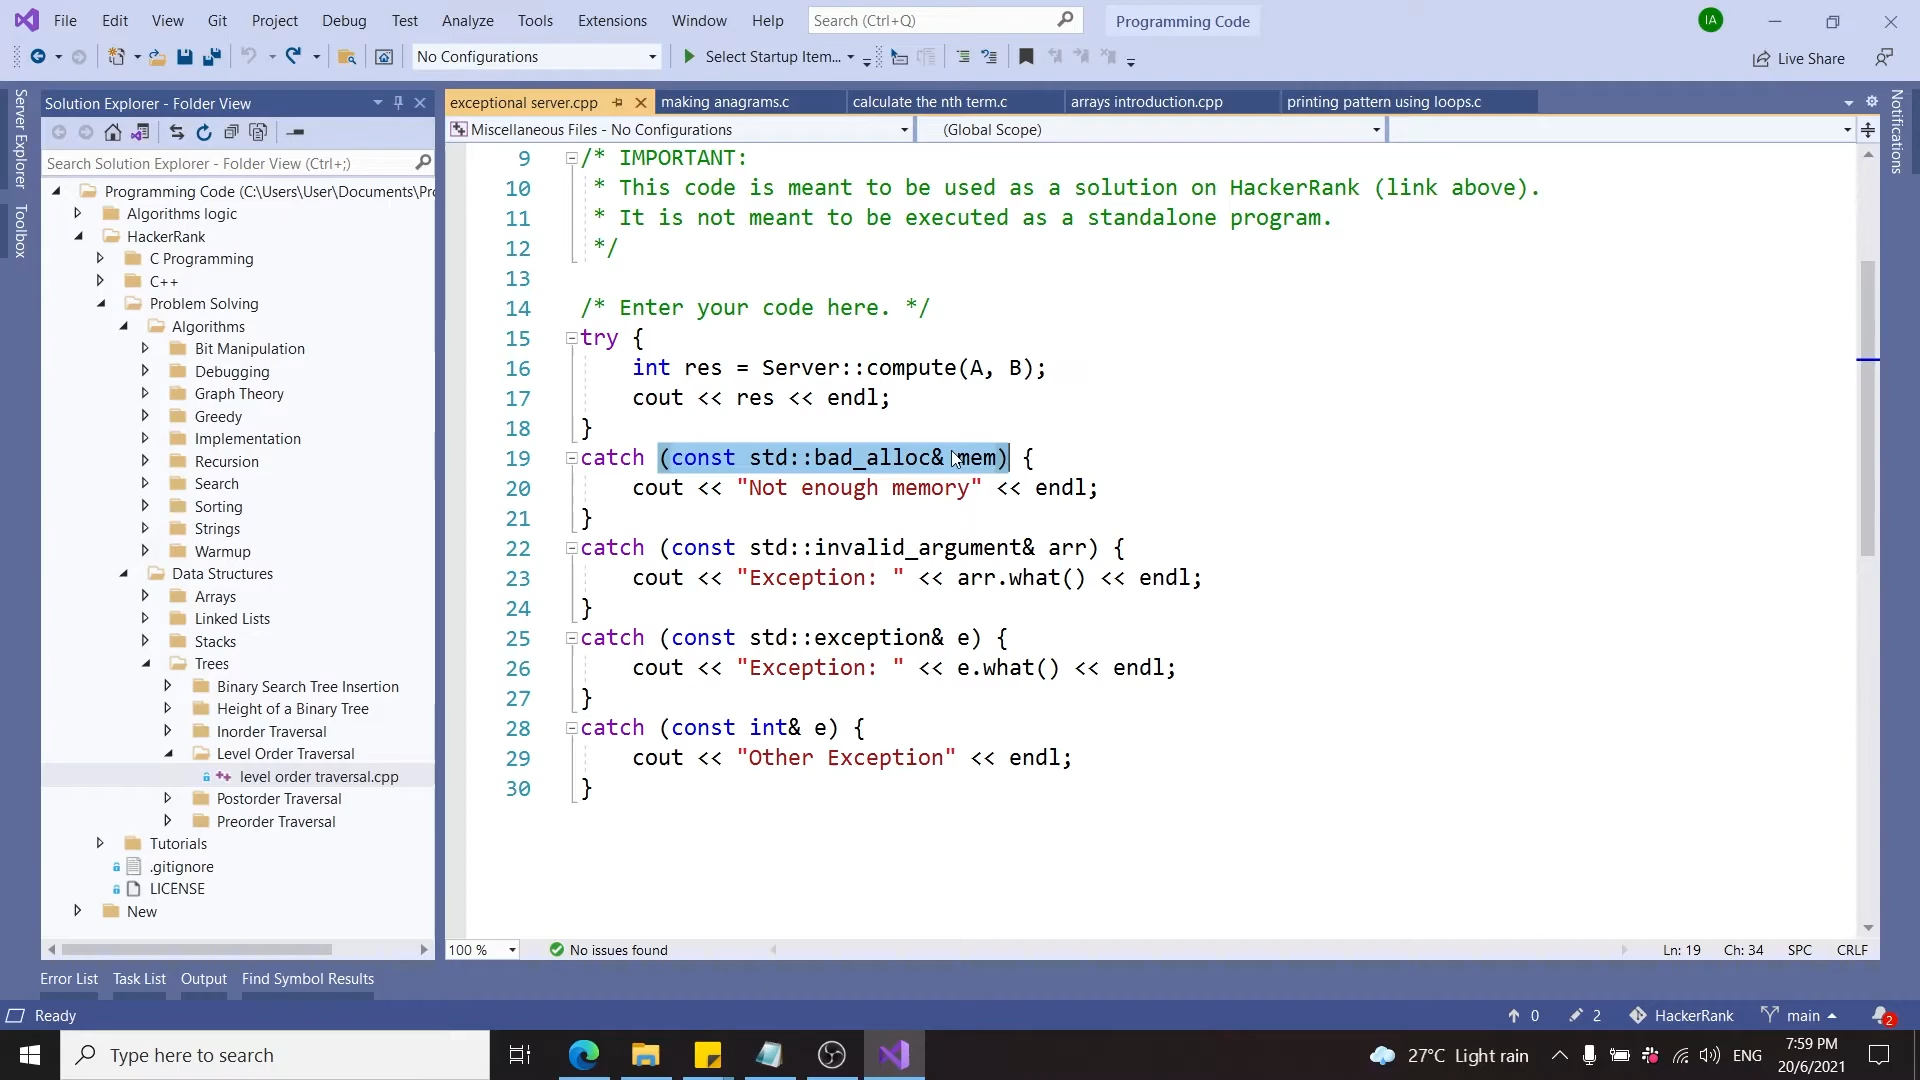 File Edit View Git Project Debug Test Analyze Tools Extensions Window Help Search (Ctrl+Q) Programming Code IA
No Configurations Select Startup Item... Live Share
Server Explorer
Toolbox
Solution Explorer - Folder View
Search Solution Explorer - Folder View (Ctrl+;)
Programming Code (C:\Users\User\Documents\Pro
Algorithms logic
HackerRank
C Programming
C++
Problem Solving
Algorithms
Bit Manipulation
Debugging
Graph Theory
Greedy
Implementation
Recursion
Search
Sorting
Strings
Warmup
Data Structures
Arrays
Linked Lists
Stacks
Trees
Binary Search Tree Insertion
Height of a Binary Tree
Inorder Traversal
Level Order Traversal
level order traversal.cpp
Postorder Traversal
Preorder Traversal
Tutorials
.gitignore
LICENSE
New
exceptional server.cpp making anagrams.c calculate the nth term.c arrays introduction.cpp printing pattern using loops.c
Miscellaneous Files - No Configurations (Global Scope)
9 /* IMPORTANT:
10 * This code is meant to be used as a solution on HackerRank (link above).
11 * It is not meant to be executed as a standalone program.
12 */
13
14 /* Enter your code here. */
15 try {
16 int res = Server::compute(A, B);
17 cout << res << endl;
18 }
19 catch (const std::bad_alloc& mem) {
20 cout << "Not enough memory" << endl;
21 }
22 catch (const std::invalid_argument& arr) {
23 cout << "Exception: " << arr.what() << endl;
24 }
25 catch (const std::exception& e) {
26 cout << "Exception: " << e.what() << endl;
27 }
28 catch (const int& e) {
29 cout << "Other Exception" << endl;
30 }
Notifications
100 % No issues found Ln: 19 Ch: 34 SPC CRLF
Error List Task List Output Find Symbol Results
Ready 0 2 HackerRank main 2
Type here to search 27°C Light rain ENG 7:59 PM
20/6/2021